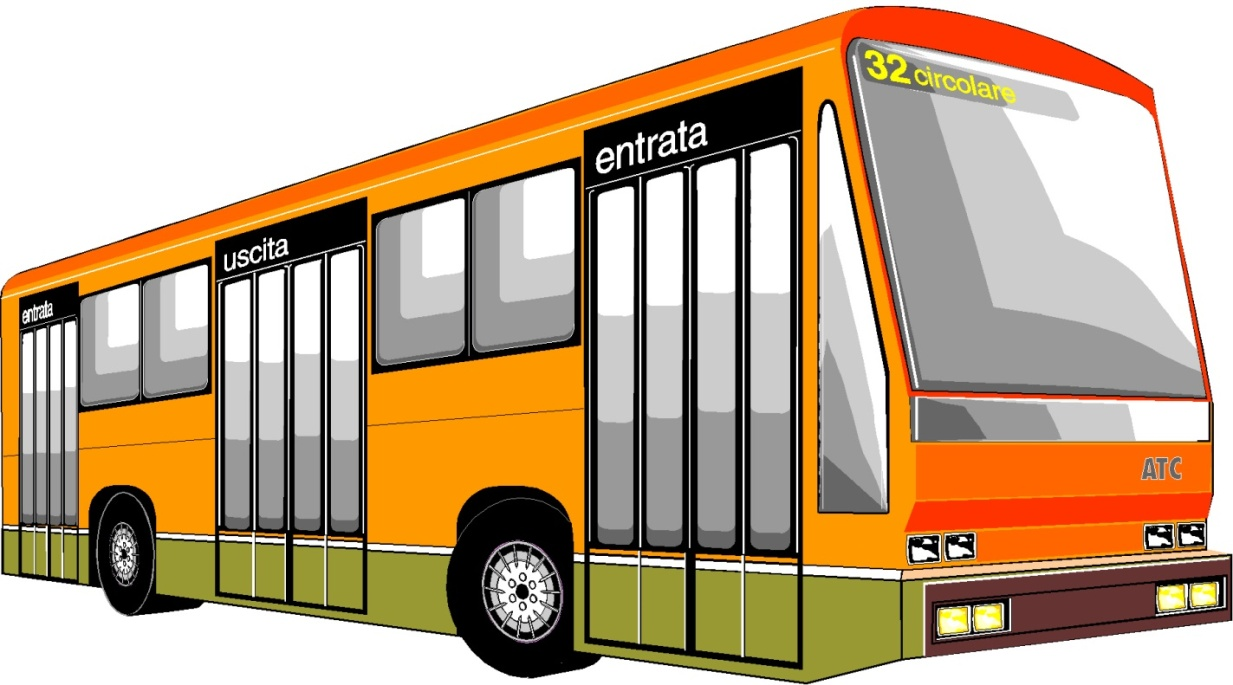 32 circolare
entrata
uscita
entrata
ATC